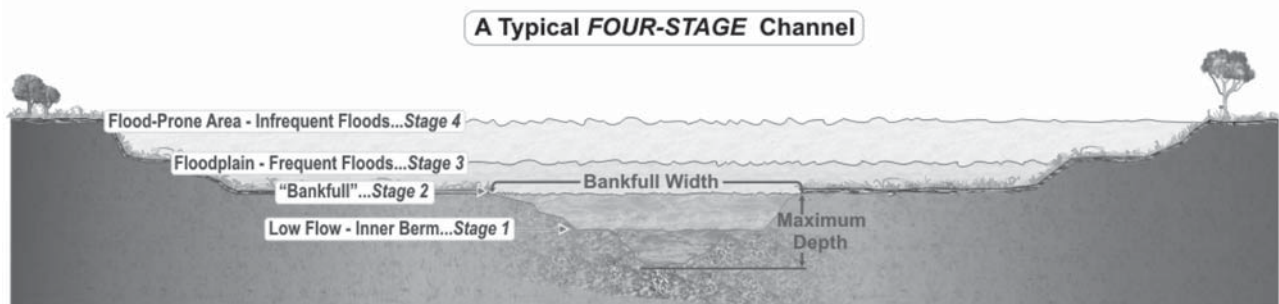 A Typical FOUR-STAGE Channel
Flood-Prone Area - Infrequent Floods...Stage 4
Floodplain - Frequent Floods...Stage 3
“Bankfull”...Stage 2
Bankfull Width
Low Flow - Inner Berm...Stage 1
Maximum
Depth